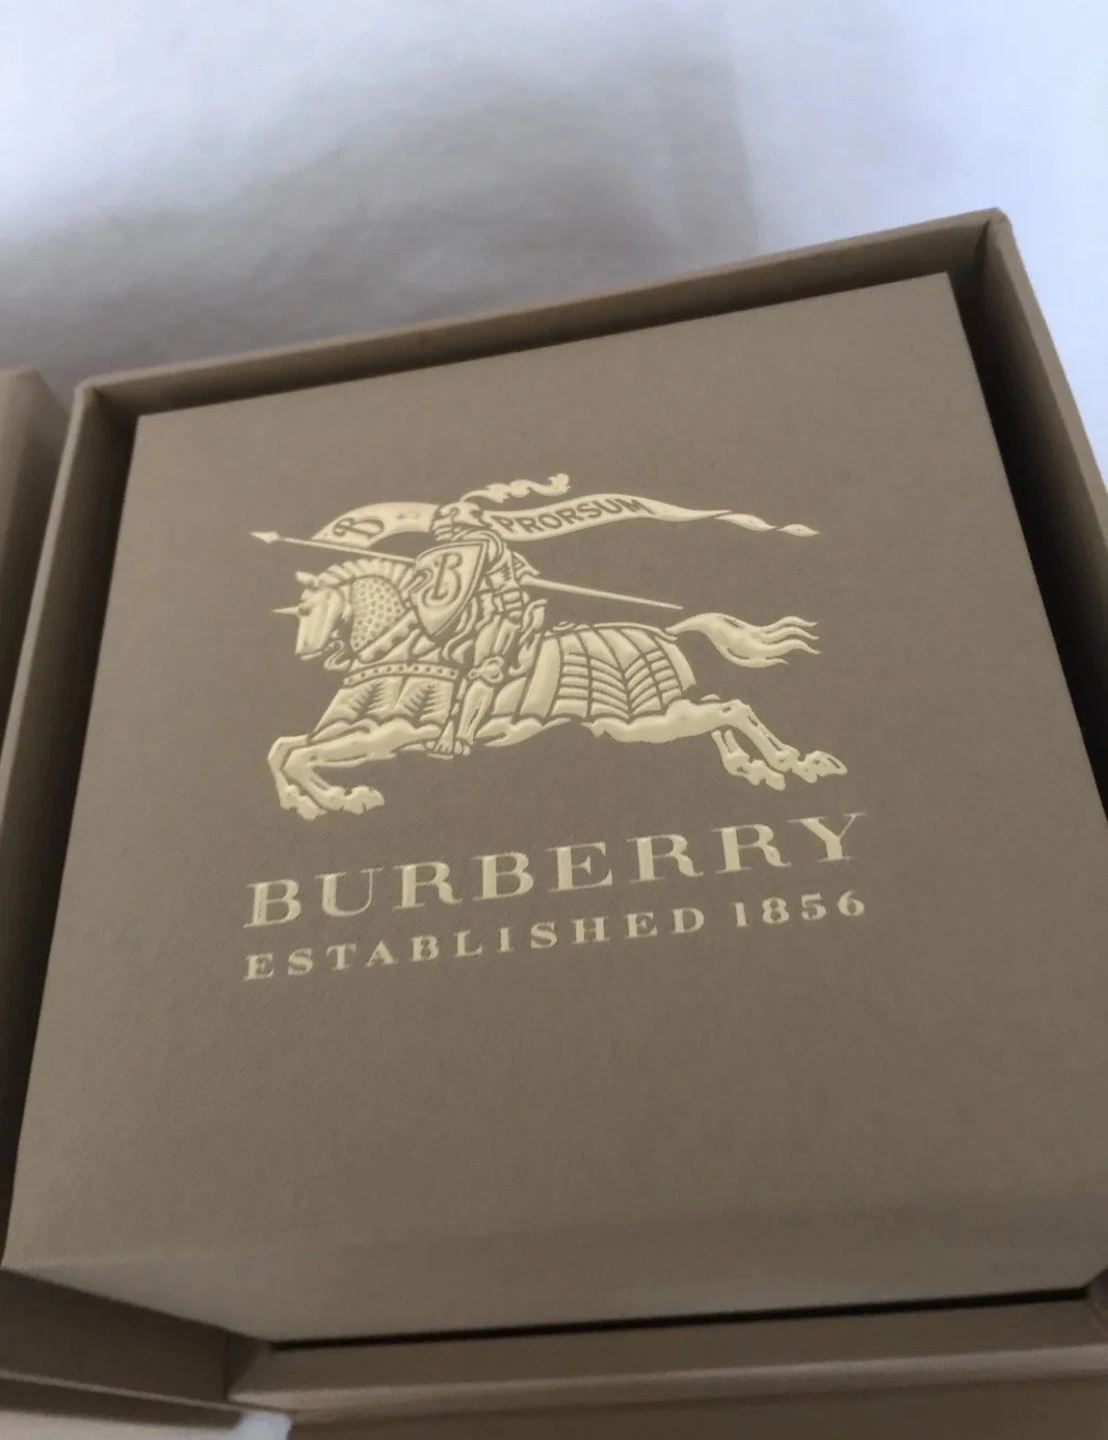 B PRORSUM
B
BURBERRY
ESTABLISHED 1856